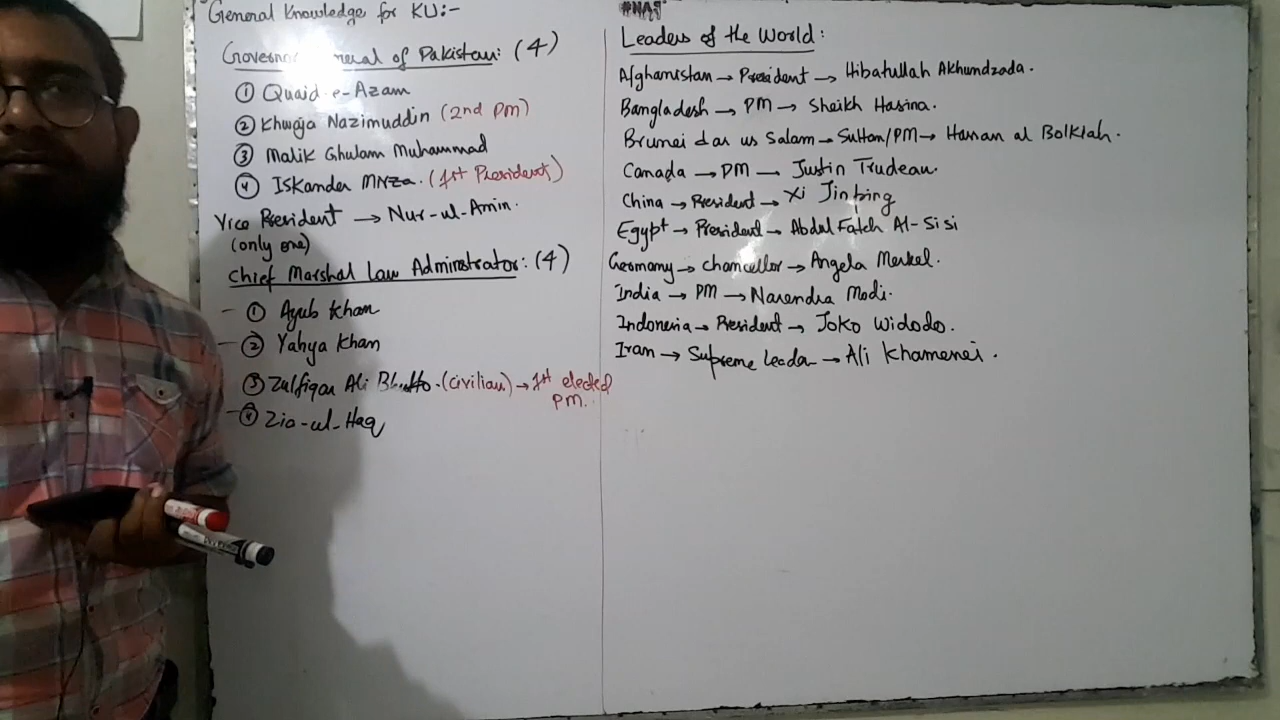 General Knowledge for KU:-
Governor General of Pakistan: (4)
① Quaid-e-Azam
② Khwaja Nazimuddin (2nd PM)
③ Malik Ghulam Muhammad
④ Iskander Mirza. (1st President)
Vice President → Nur-ul-Amin.
(only one)
Chief Marshal Law Adminstrator: (4)
- ① Ayub Khan
- ② Yahya Khan
③ Zulfiqar Ali Bhutto. (civilian) → 1st elected
PM.
- ④ Zia-ul-Haq
Leaders of the World:
Afghanistan → President → Hibatullah Akhundzada.
Bangladesh → PM → Sheikh Hasina.
Brunai dar us Salam → Sultan/PM → Hassan al Bolkiah.
Canada → PM → Justin Trudeau.
China → President → Xi Jinping
Egypt → President → Abdul Fateh Al-Sisi
Geomany → Chancellor → Angela Merkel.
India → PM → Narendra Modi.
Indonesia → President → Joko Widodo.
Iran → Supreme leader → Ali Khamenei.